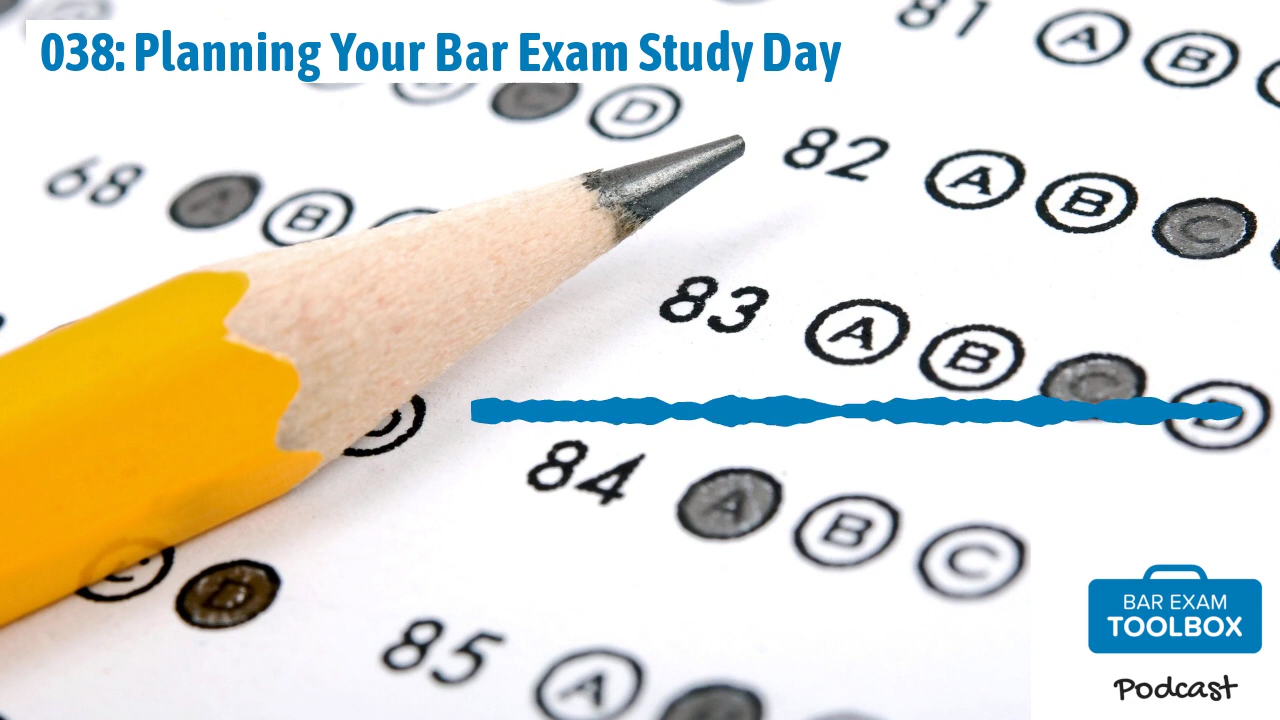 038: Planning Your Bar Exam Study Day
81 A B
C D
68 A B
82 A B C
83 A B C D
D
84 A B C
C D
85 A
BAR EXAM
TOOLBOX
Podcast